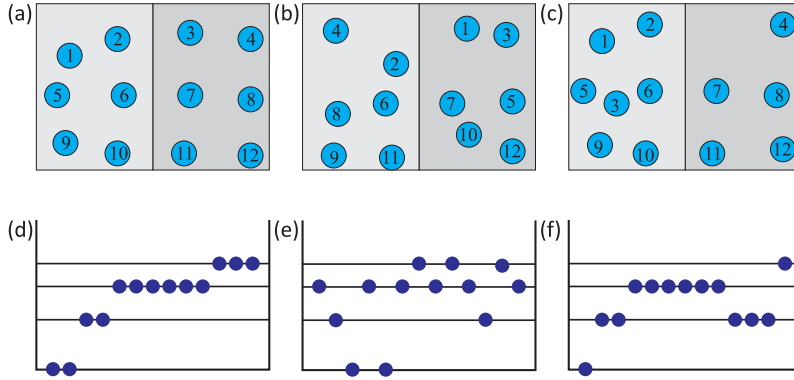 (a) (b) (c)
1 2 3 4 5 6 7 8 9 10 11 12
4 1 3 2 8 6 7 5 10 9 11 12
1 2 4 5 3 6 7 8 9 10 11 12
(d) (e) (f)